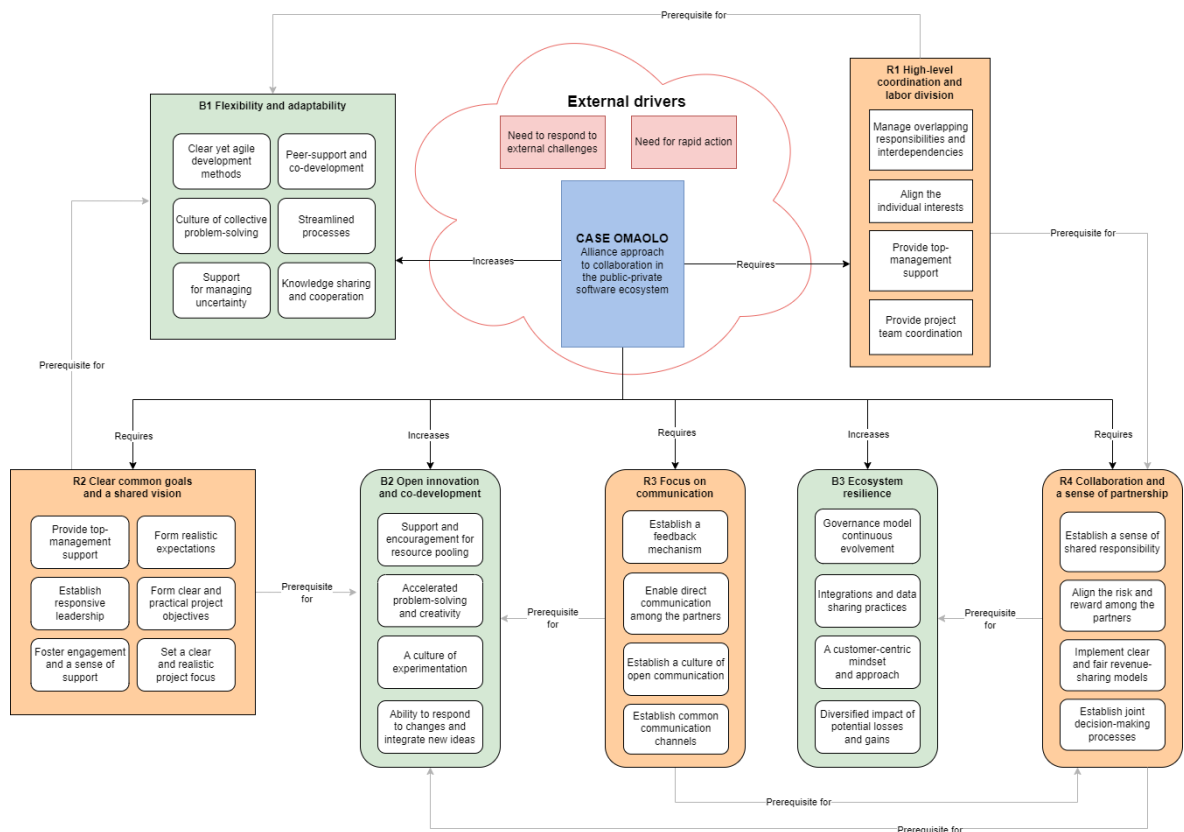 Prerequisite for
B1 Flexibility and adaptability
Clear yet agile
development
methods
Peer-support and
co-development
Culture of collective
problem-solving
Streamlined
processes
Support
for managing
uncertainty
Knowledge sharing
and cooperation
External drivers
Need to respond to
external challenges
Need for rapid action
CASE OMAOLO
Alliance approach
to collaboration in
the public-private
software ecosystem
Increases
Requires
R1 High-level
coordination and
labor division
Manage overlapping
responsibilities and
interdependencies
Align the
individual interests
Provide top-
management
support
Provide project
team coordination
Prerequisite for
Prerequisite for
Requires
Increases
Requires
Increases
Requires
R2 Clear common goals
and a shared vision
Provide top-
management
support
Form realistic
expectations
Establish
responsive
leadership
Form clear and
practical project
objectives
Foster engagement
and a sense of
support
Set a clear
and realistic
project focus
Prerequisite
for
B2 Open innovation
and co-development
Support and
encouragement for
resource pooling
Accelerated
problem-solving
and creativity
A culture of
experimentation
Ability to respond
to changes and
integrate new ideas
Prerequisite
for
R3 Focus on
communication
Establish a
feedback
mechanism
Enable direct
communication
among the partners
Establish a culture
of open
communication
Establish common
communication
channels
B3 Ecosystem
resilience
Governance model
continuous
evolvement
Integrations and data
sharing practices
A customer-centric
mindset
and approach
Diversified impact of
potential losses
and gains
Prerequisite
for
R4 Collaboration and
a sense of partnership
Establish a sense of
shared responsibility
Align the risk and
reward among the
partners
Implement clear
and fair revenue-
sharing models
Establish joint
decision-making
processes
Prerequisite for
Prerequisite for